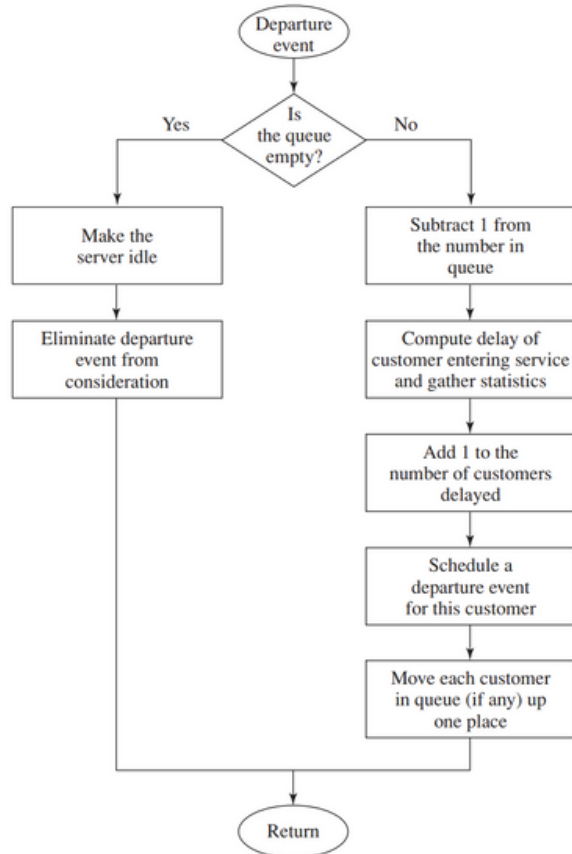 Departure
event
Is
the queue
empty?
Yes
No
Make the
server idle
Eliminate departure
event from
consideration
Subtract 1 from
the number in
queue
Compute delay of
customer entering service
and gather statistics
Add 1 to the
number of customers
delayed
Schedule a
departure event
for this customer
Move each customer
in queue (if any) up
one place
Return